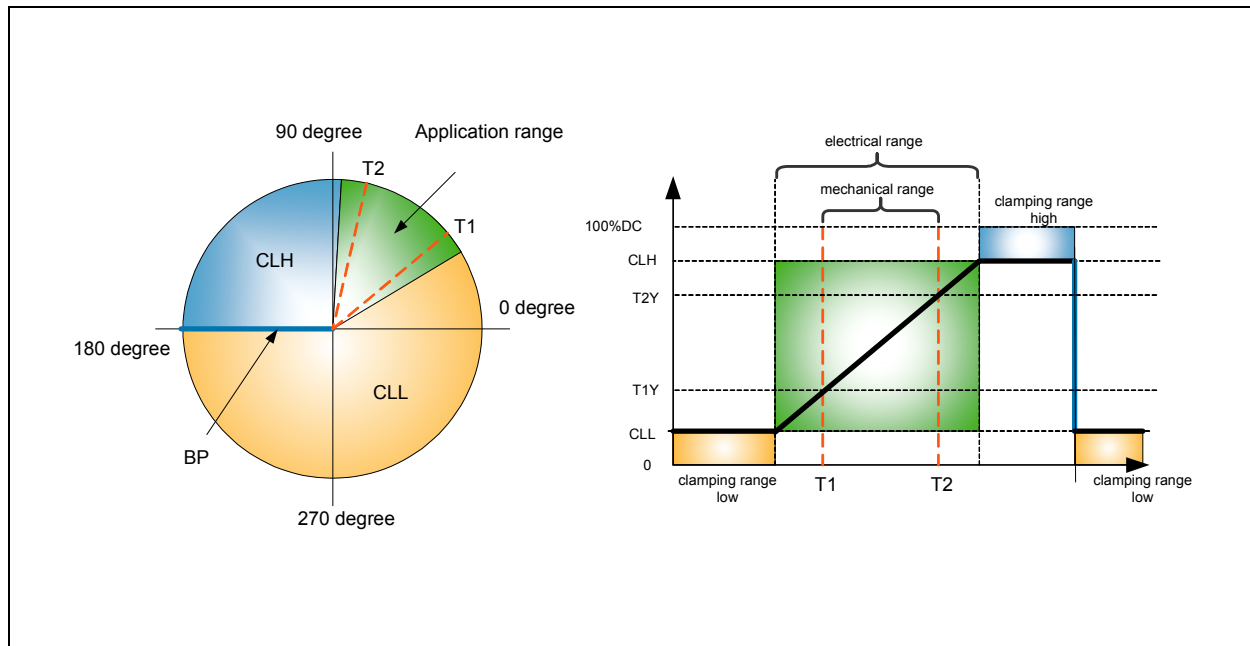 90 degree
Application range
T2
T1
CLH
0 degree
180 degree
CLL
BP
270 degree
electrical range
mechanical range
clamping range
high
100%DC
CLH
T2Y
T1Y
CLL
0
clamping range
low
T1
T2
clamping range
low